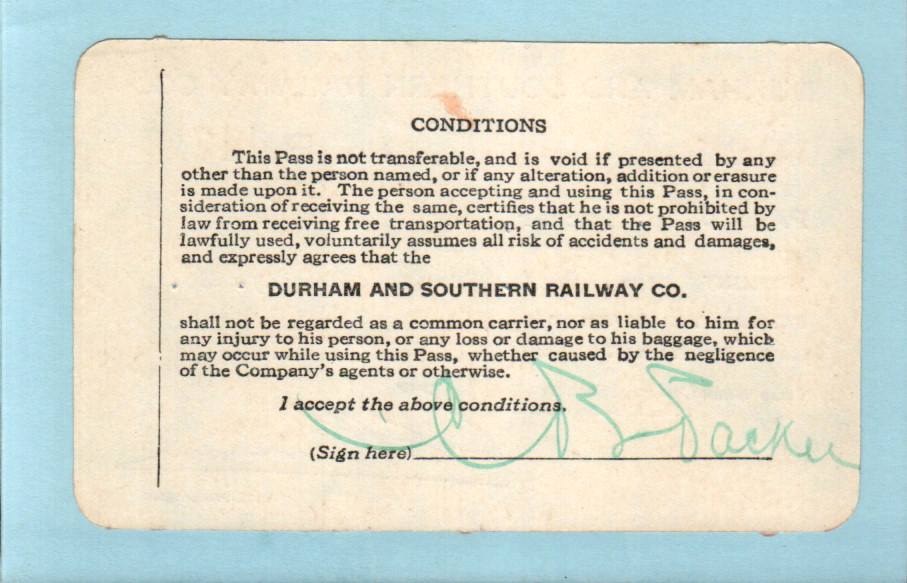 CONDITIONS
This Pass is not transferable, and is void if presented by any
other than the person named, or if any alteration, addition or erasure
is made upon it. The person accepting and using this Pass, in con-
sideration of receiving the same, certifies that he is not prohibited by
law from receiving free transportation, and that the Pass will be
lawfully used, voluntarily assumes all risk of accidents and damages,
and expressly agrees that the
DURHAM AND SOUTHERN RAILWAY CO.
shall not be regarded as a common carrier, nor as liable to him for
any injury to his person, or any loss or damage to his baggage, which
may occur while using this Pass, whether caused by the negligence
of the Company's agents or otherwise.
I accept the above conditions.
(Sign here)